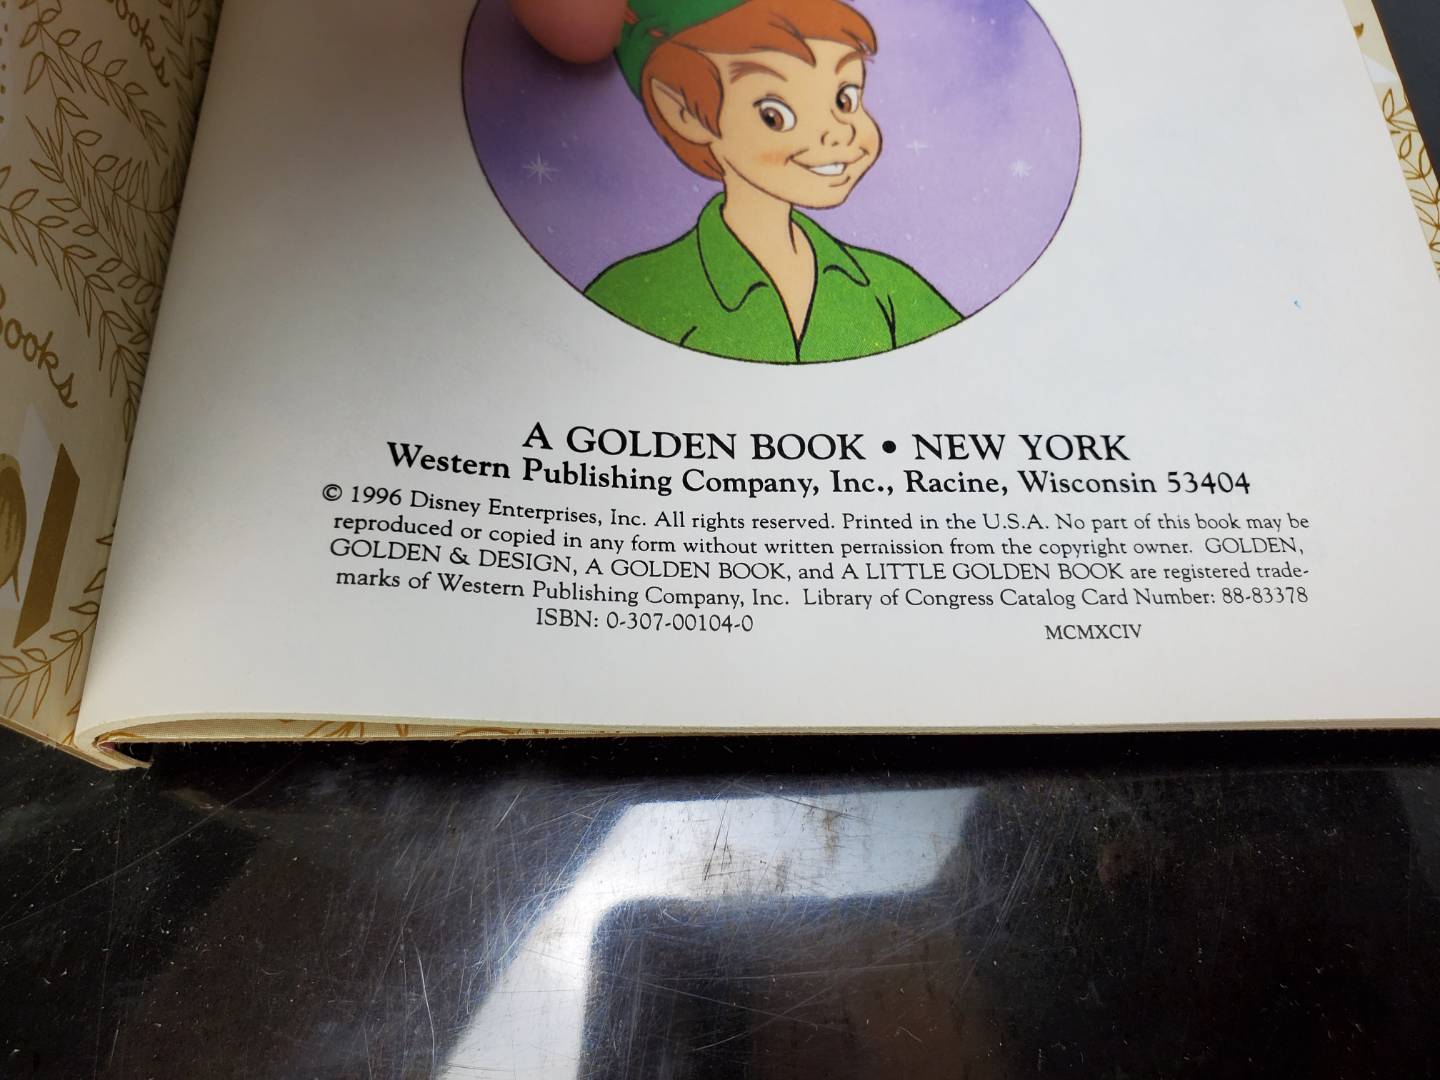 Books
Books
A GOLDEN BOOK • NEW YORK
Western Publishing Company, Inc., Racine, Wisconsin 53404
© 1996 Disney Enterprises, Inc. All rights reserved. Printed in the U.S.A. No part of this book may be
reproduced or copied in any form without written permission from the copyright owner. GOLDEN,
GOLDEN & DESIGN, A GOLDEN BOOK, and A LITTLE GOLDEN BOOK are registered trade-
marks of Western Publishing Company, Inc. Library of Congress Catalog Card Number: 88-83378
ISBN: 0-307-00104-0 MCMXCIV